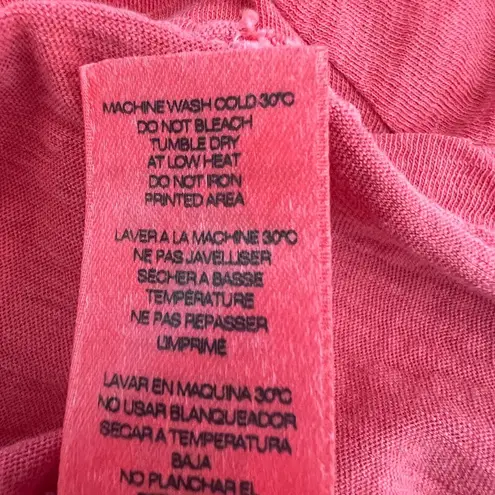 MACHINE WASH COLD 30°C
DO NOT BLEACH
TUMBLE DRY
AT LOW HEAT
DO NOT IRON
PRINTED AREA
LAVER A LA MACHINE 30°C
NE PAS JAVELLISER
SECHER A BASSE
TEMPÉRATURE
NE PAS REPASSER
L'IMPRIMÉ
LAVAR EN MAQUINA 30°C
NO USAR BLANQUEADOR
SECAR A TEMPERATURA
BAJA
NO PLANCHAR EL